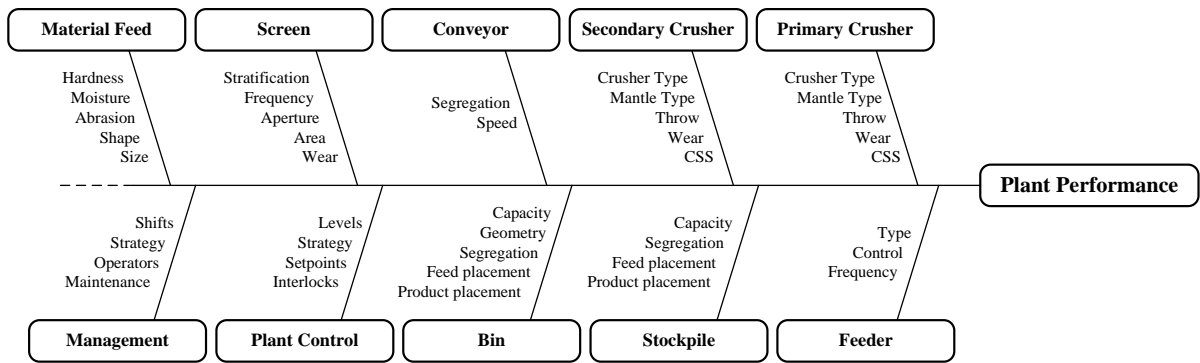 Material Feed
Screen
Conveyor
Secondary Crusher
Primary Crusher
Hardness
Moisture
Abrasion
Shape
Size
Stratification
Frequency
Aperture
Area
Wear
Segregation
Speed
Crusher Type
Mantle Type
Throw
Wear
CSS
Crusher Type
Mantle Type
Throw
Wear
CSS
Plant Performance
Shifts
Strategy
Operators
Maintenance
Levels
Strategy
Setpoints
Interlocks
Capacity
Geometry
Segregation
Feed placement
Product placement
Capacity
Segregation
Feed placement
Product placement
Type
Control
Frequency
Management
Plant Control
Bin
Stockpile
Feeder